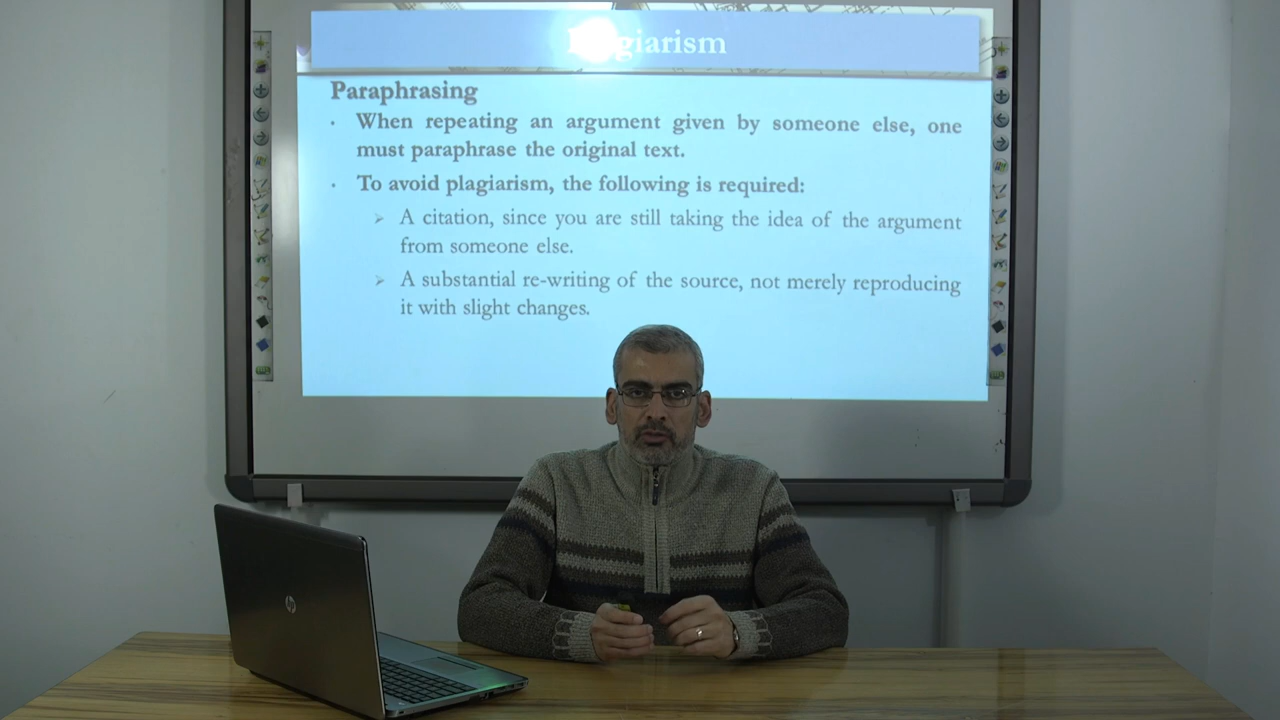 Plagiarism
Paraphrasing
· When repeating an argument given by someone else, one
must paraphrase the original text.
· To avoid plagiarism, the following is required:
➢ A citation, since you are still taking the idea of the argument
from someone else.
➢ A substantial re-writing of the source, not merely reproducing
it with slight changes.
hp